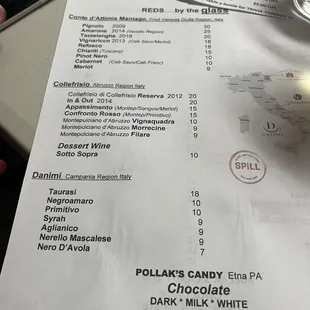 REDS....by the glass
Conte d'Attimis Maniago, Friuli Venezia Giulia Region, Italy
Pignolo 2009 30
Amarone 2014 (Veneto Region) 25
Tazzelenghe 2016 20
Vignaricco 2013 (Cab Sauv/Merlot) 15
Refosco 10
Chianti (Tuscany) 15
Pinot Nero 10
Cabernet (Cab Sauv/Cab Franc) 10
Merlot 10
Collefrisio, Abruzzo Region Italy
Collefrisio di Collefrisio Reserva 2012 20
In & Out 2014 20
Appassimento (Montep/Sangov/Merlot) 15
Confronto Rosso (Montep/Primitivo) 15
Montepulciano d'Abruzzo Vignaquadra 10
Montepulciano d'Abruzzo Morrecine 9
Montepulciano d'Abruzzo Filare 9
Dessert Wine
Sotto Sopra 10
SPILL
Danimi, Campania Region Italy
Taurasi 18
Negroamaro 10
Primitivo 10
Syrah 9
Aglianico 9
Nerello Mascalese 9
Nero D'Avola 7
POLLAK'S CANDY Etna PA
Chocolate
DARK * MILK * WHITE